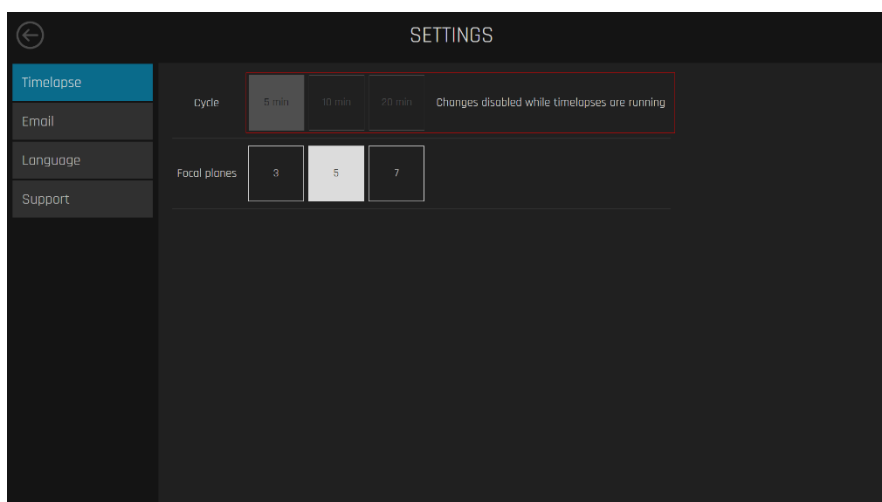 SETTINGS
Timelapse
Email
Language
Support
Cycle 5 min 10 min 20 min Changes disabled while timelapses are running
Focal planes 3 5 7